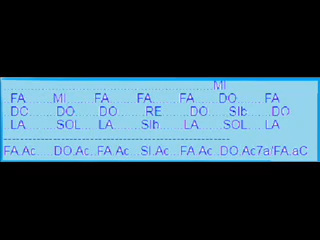 ..................................................MI
FA.......MI.......FA.......FA.......FA......DO.......FA
DO.......DO.......DO.......RE.......DO.....SIb......DO
LA.......SOL.....LA.......SIb......LA......SOL.....LA
------------------------------------------------
FA.Ac.....DO.Ac..FA.Ac...SI.Ac...FA.Ac..DO.Ac7a/FA.aC